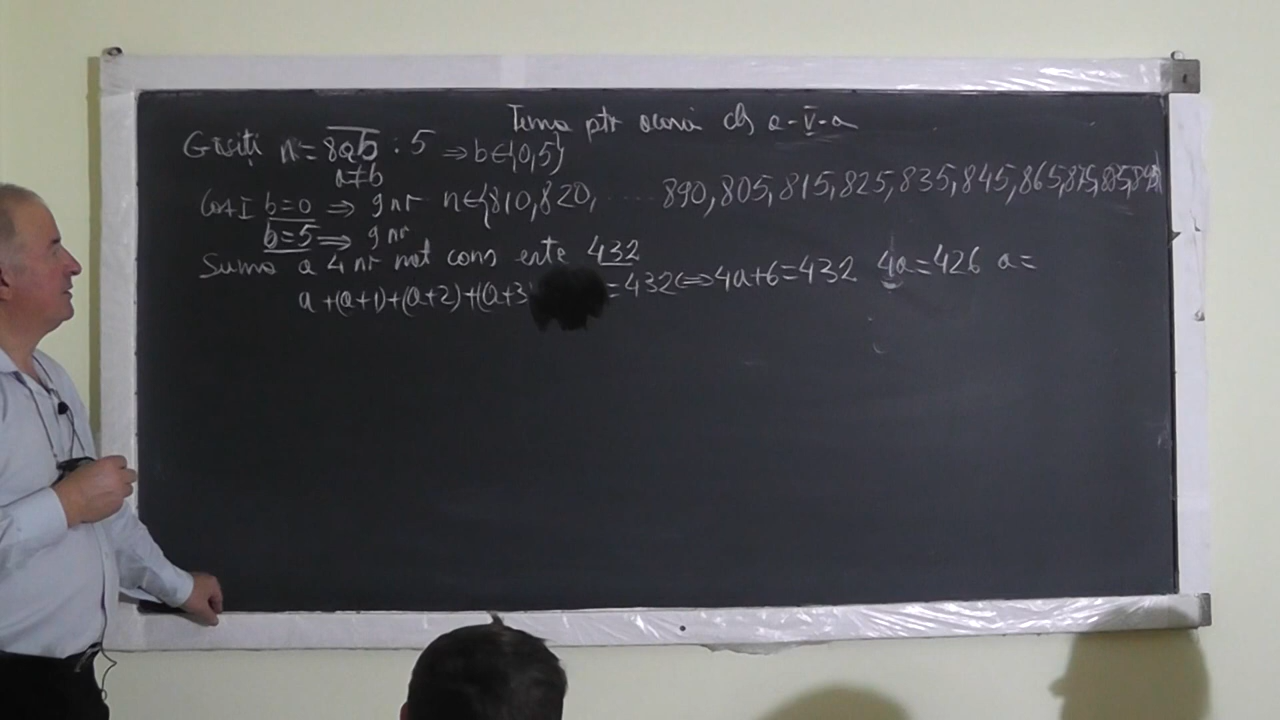 Tema ptr acasă cls a-V-a
Găsiți n = 8ab : 5 ⇒ b∈{0,5}
a≠b
Caz I b=0 ⇒ 9 nr n∈{810,820, ..... 890,805,815,825,835,845,865,875,885,895}
b=5 ⇒ 9 nr
Suma a 4 nr nat cons este 432
a+(a+1)+(a+2)+(a+3) =432⇔4a+6=432 4a=426 a=